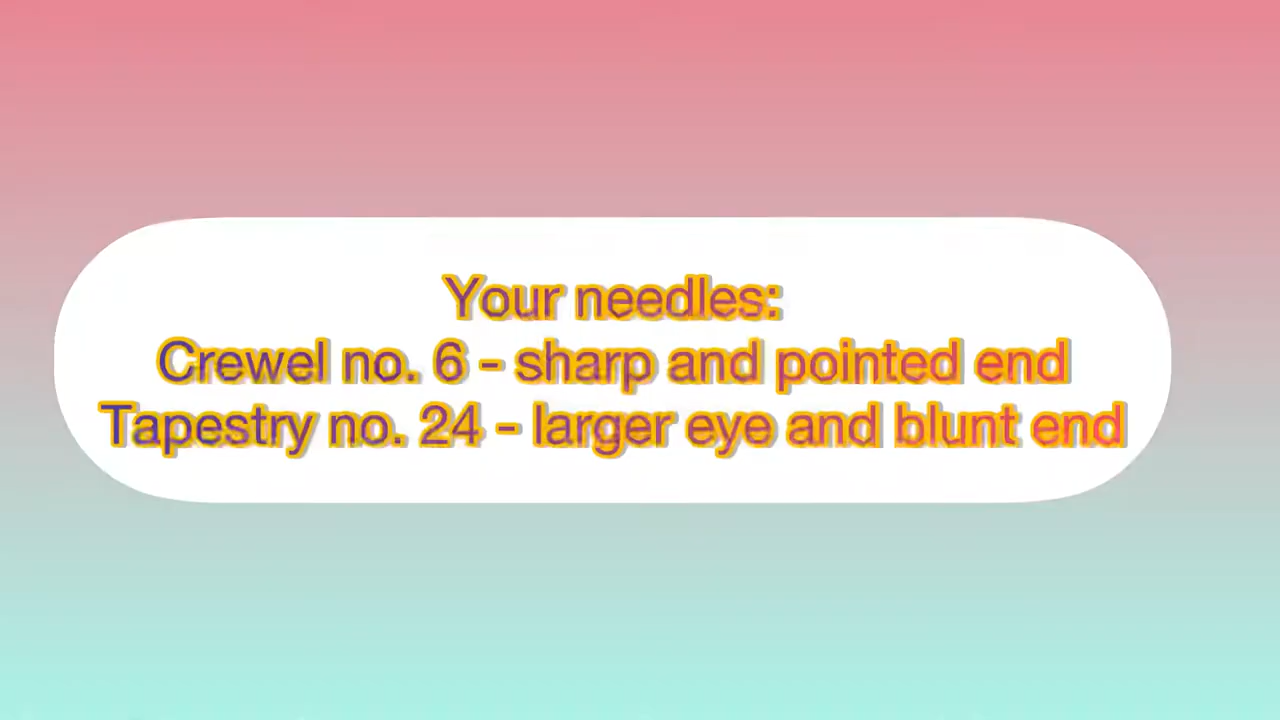 Your needles:
Crewel no. 6 - sharp and pointed end
Tapestry no. 24 - larger eye and blunt end